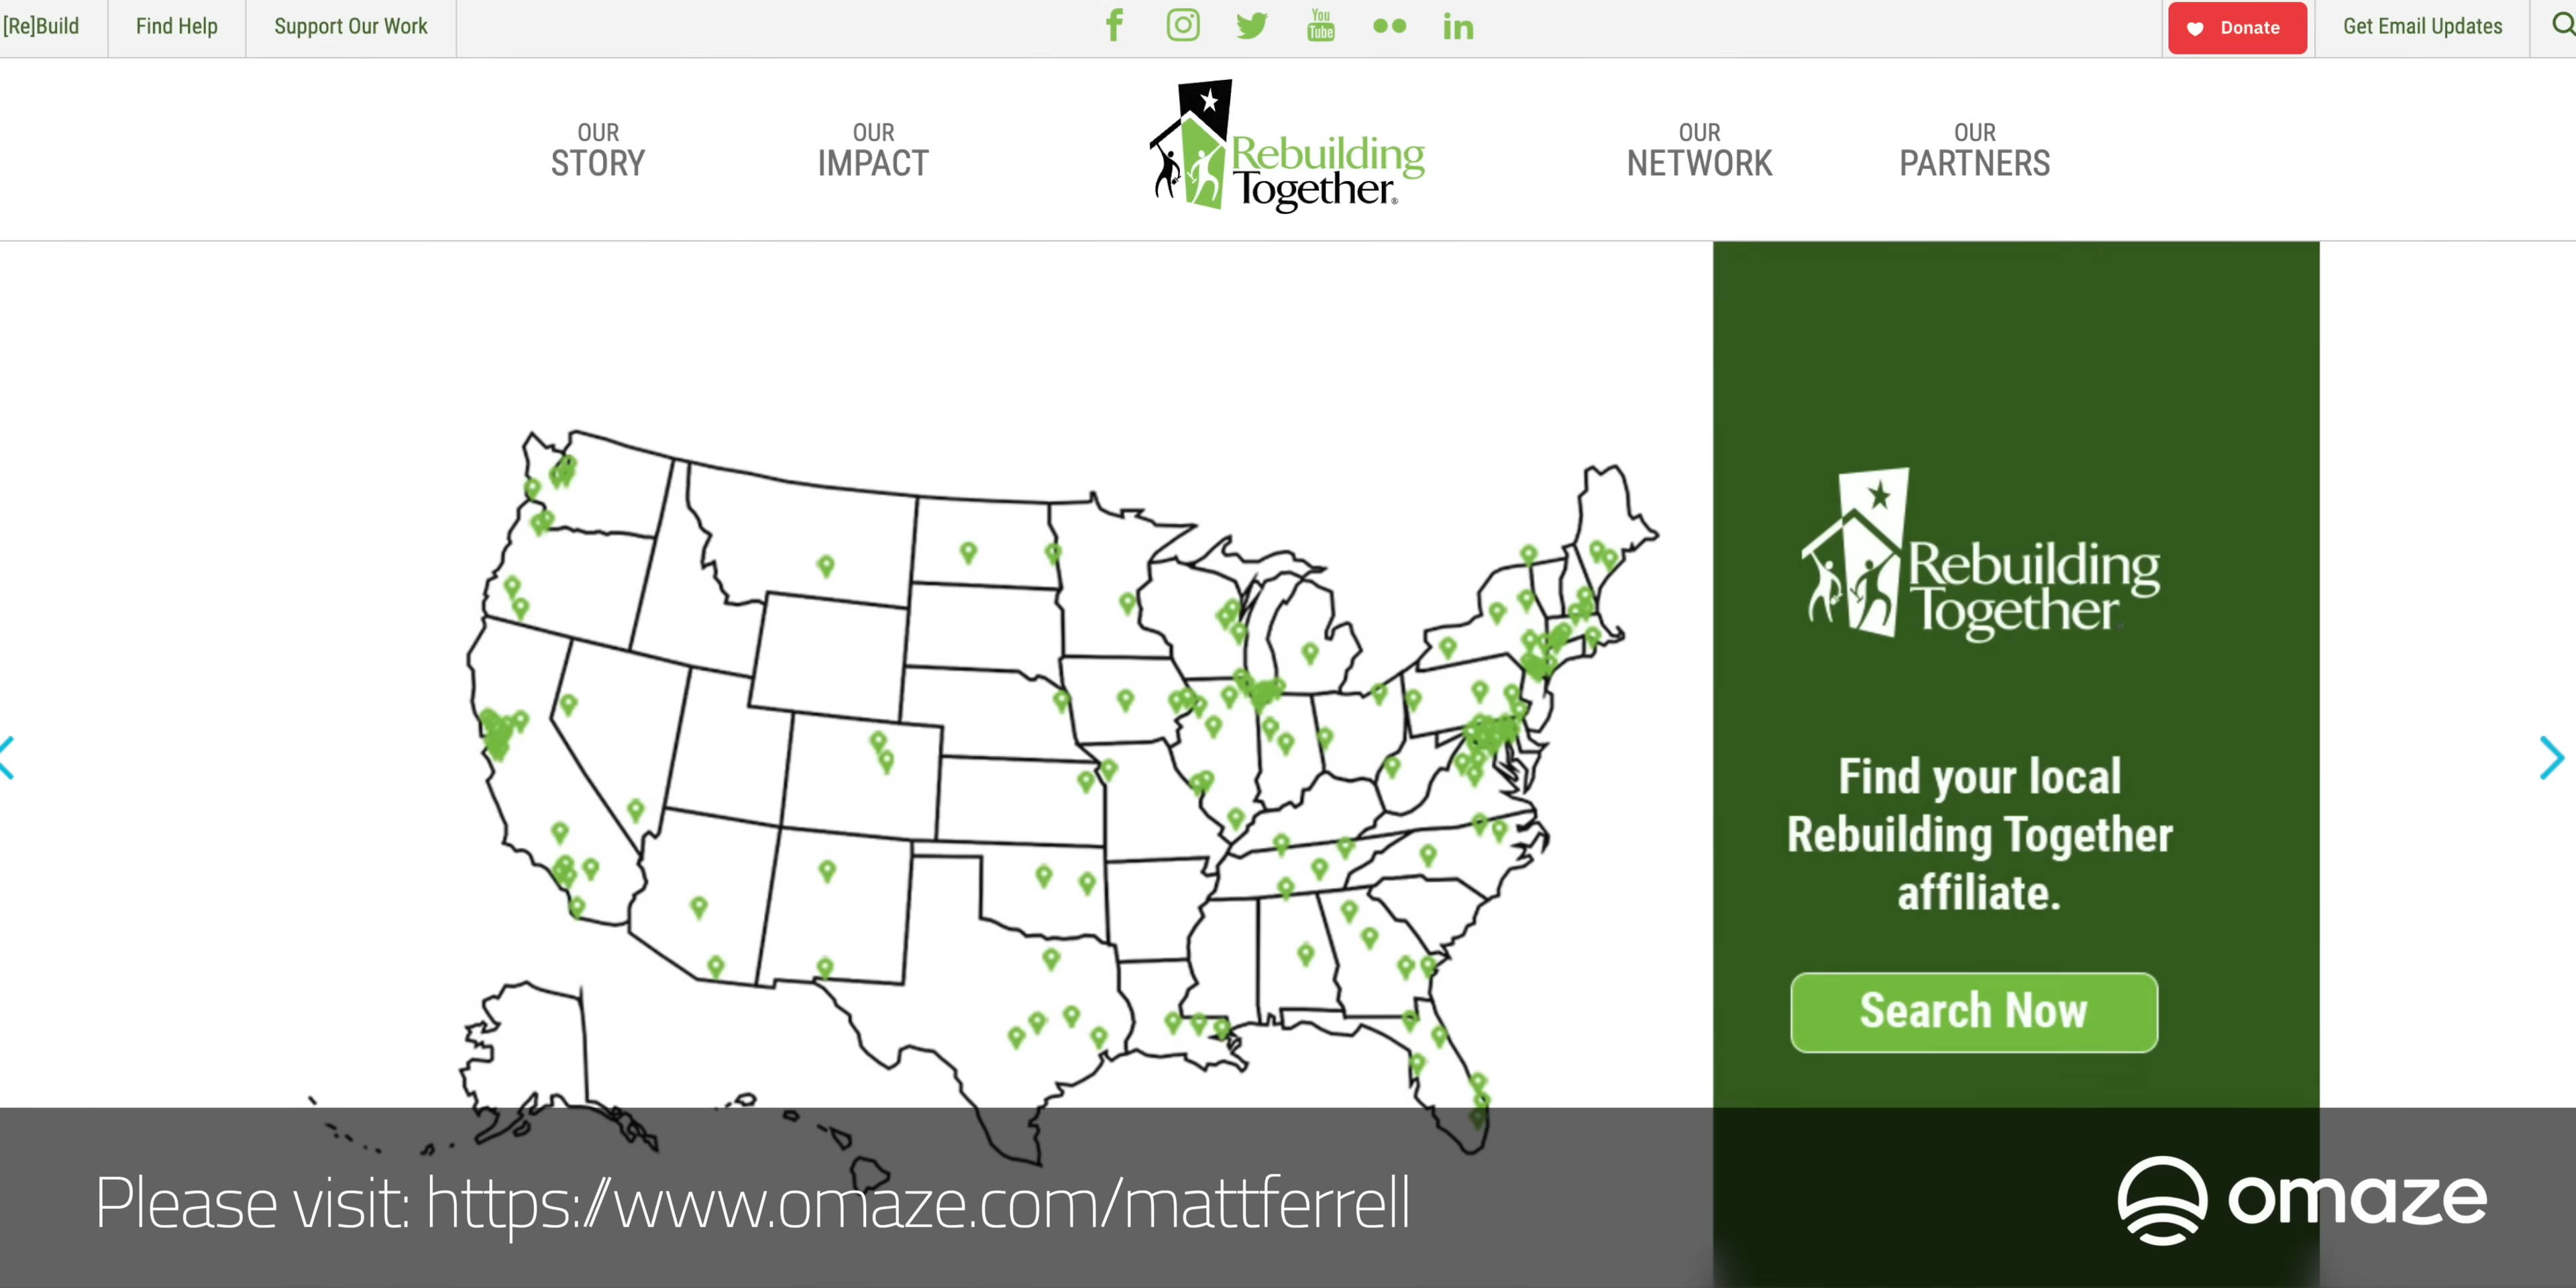 [Re]Build
Find Help
Support Our Work
You
Tube
Donate
Get Email Updates
OUR
STORY
OUR
IMPACT
Rebuilding
Together®
OUR
NETWORK
OUR
PARTNERS
Rebuilding
Together
Find your local
Rebuilding Together
affiliate.
Search Now
Please visit: https://www.omaze.com/mattferrell
omaze